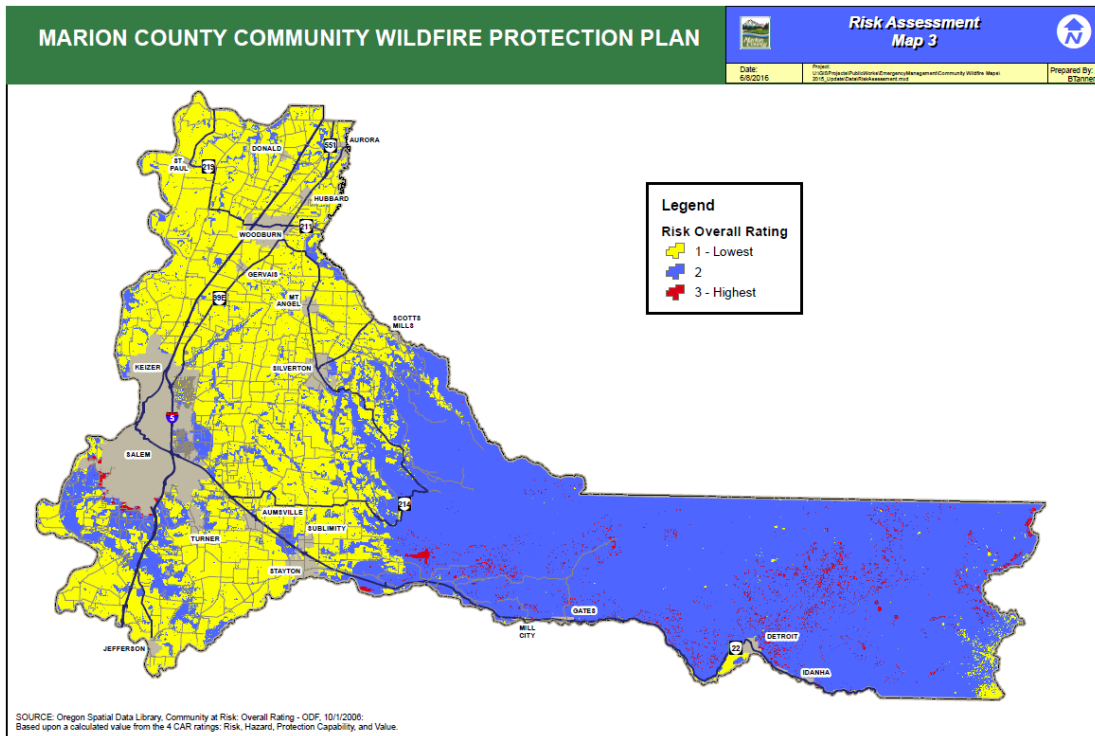 MARION COUNTY COMMUNITY WILDFIRE PROTECTION PLAN
Risk Assessment
Map 3
N
Marion
County
Date:
6/8/2016
Project:
Prepared By:
BTanner
ST
PAUL
DONALD
AURORA
551
219
HUBBARD
WOODBURN
211
GERVAIS
99E
MT
ANGEL
SCOTTS
MILLS
KEIZER
SILVERTON
5
SALEM
214
AUMSVILLE
SUBLIMITY
TURNER
STAYTON
GATES
MILL
CITY
JEFFERSON
22
DETROIT
IDANHA
Legend
Risk Overall Rating
1 - Lowest
2
3 - Highest
SOURCE: Oregon Spatial Data Library, Community at Risk: Overall Rating - ODF, 10/1/2006:
Based upon a calculated value from the 4 CAR ratings: Risk, Hazard, Protection Capability, and Value.